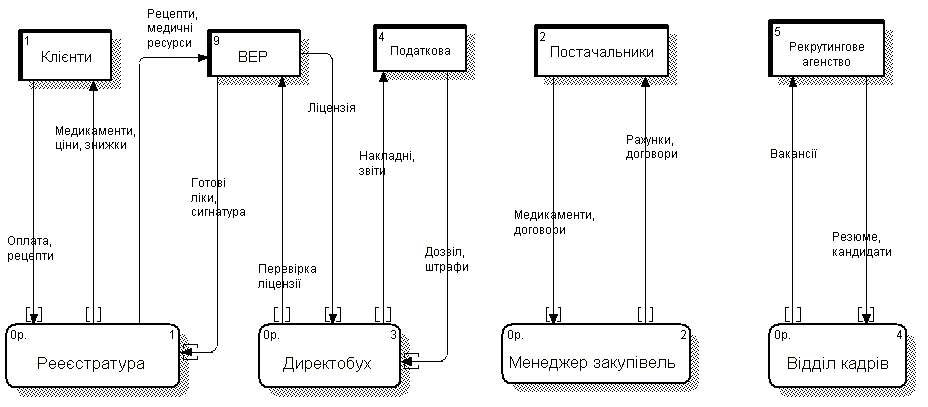 Рецепти,
медичні
ресурси
1
Клієнти
9
ВЕР
4
Податкова
2
Постачальники
5
Рекрутингове
агенство
Медикаменти,
ціни, знижки
Ліцензія
Накладні,
звіти
Рахунки,
договори
Вакансії
Готові
ліки,
сигнатура
Медикаменти,
договори
Оплата,
рецепти
Перевірка
ліцензії
Дозвіл,
штрафи
Резюме,
кандидати
0р.
1
Рееєстратура
0р.
3
Директобух
0р.
2
Менеджер закупівель
0р.
4
Відділ кадрів